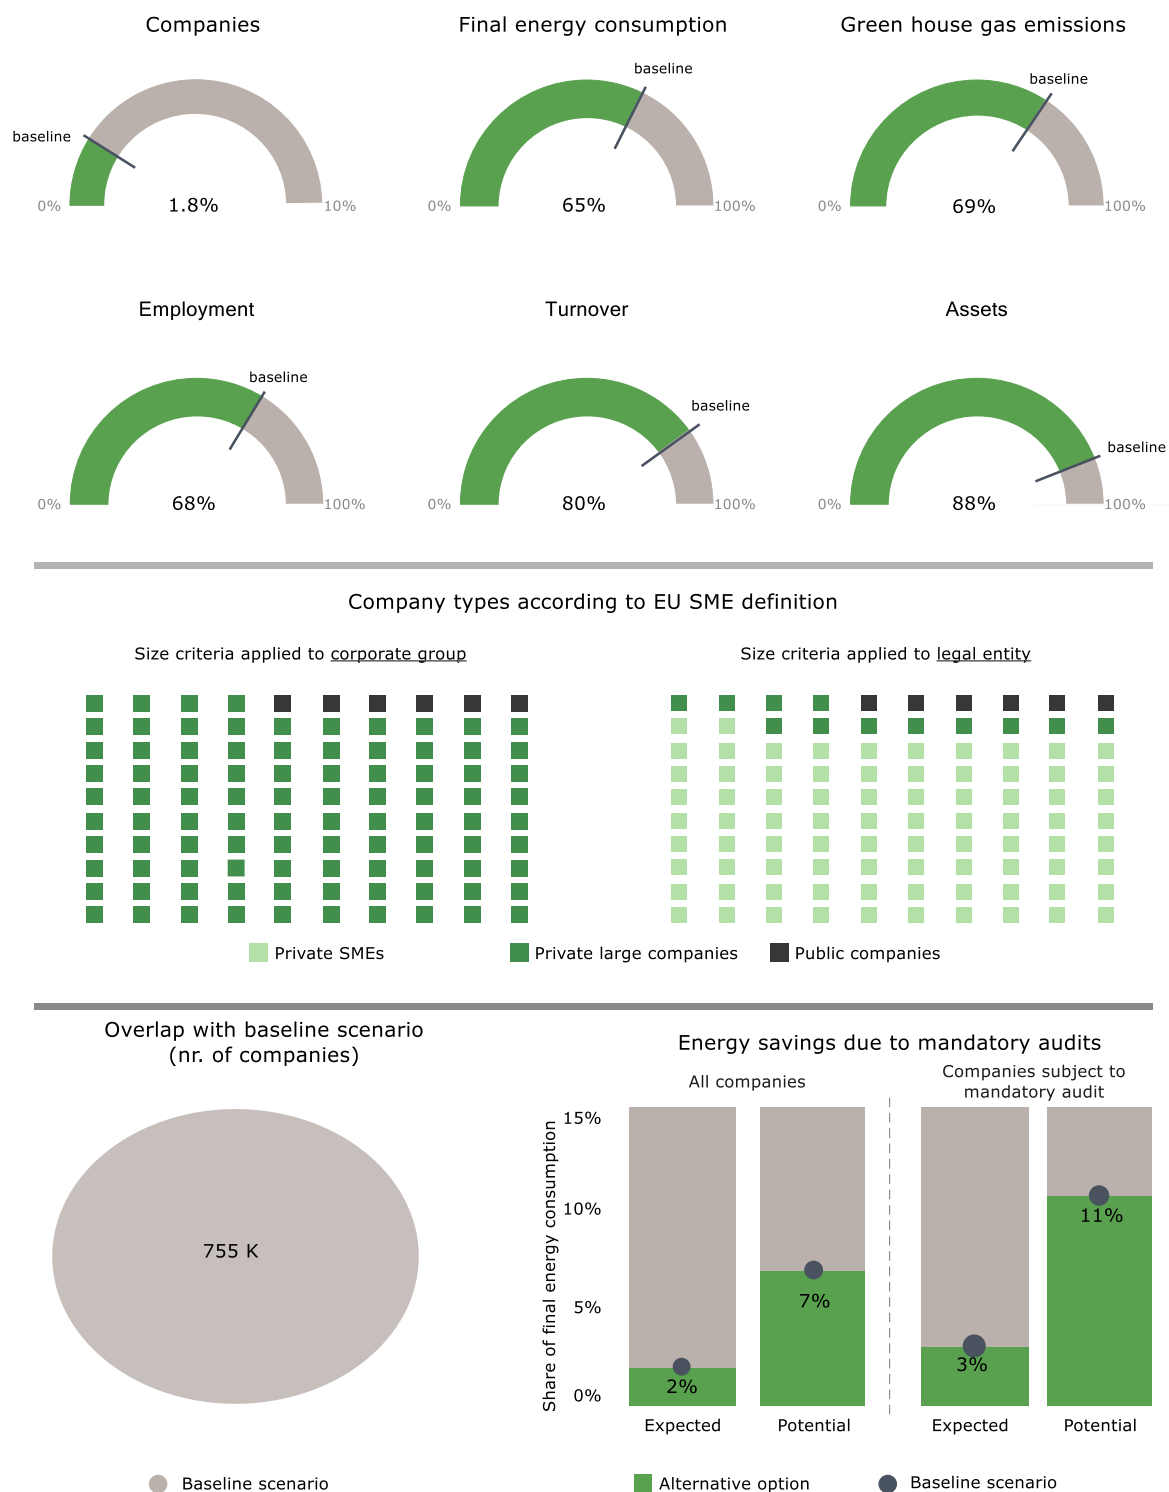 Companies
Final energy consumption
Green house gas emissions
baseline
baseline
baseline
0%
1.8%
10%
0%
65%
100%
0%
69%
100%
Employment
Turnover
Assets
baseline
baseline
baseline
0%
68%
100%
0%
80%
100%
0%
88%
100%
Company types according to EU SME definition
Size criteria applied to corporate group
Size criteria applied to legal entity
Private SMEs
Private large companies
Public companies
Overlap with baseline scenario
(nr. of companies)
755 K
Baseline scenario
Energy savings due to mandatory audits
All companies
Companies subject to
mandatory audit
Share of final energy consumption
15%
10%
5%
0%
2%
7%
3%
11%
Expected
Potential
Expected
Potential
Alternative option
Baseline scenario